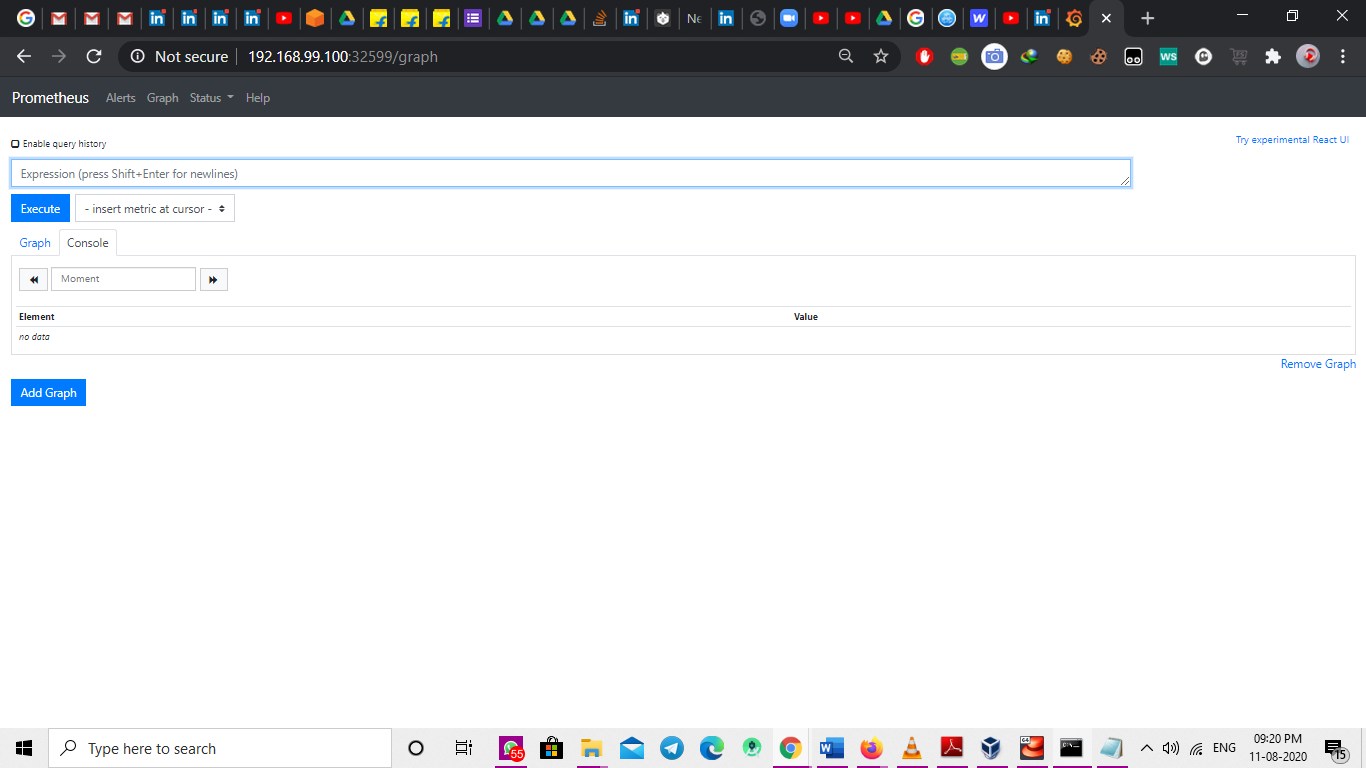 Ne
Not secure 192.168.99.100:32599/graph
WS
Prometheus Alerts Graph Status Help
Enable query history
Try experimental React UI
Expression (press Shift+Enter for newlines)
Execute - insert metric at cursor -
Graph Console
Moment
Element Value
no data
Remove Graph
Add Graph
Type here to search
55
ENG
09:20 PM
11-08-2020
15